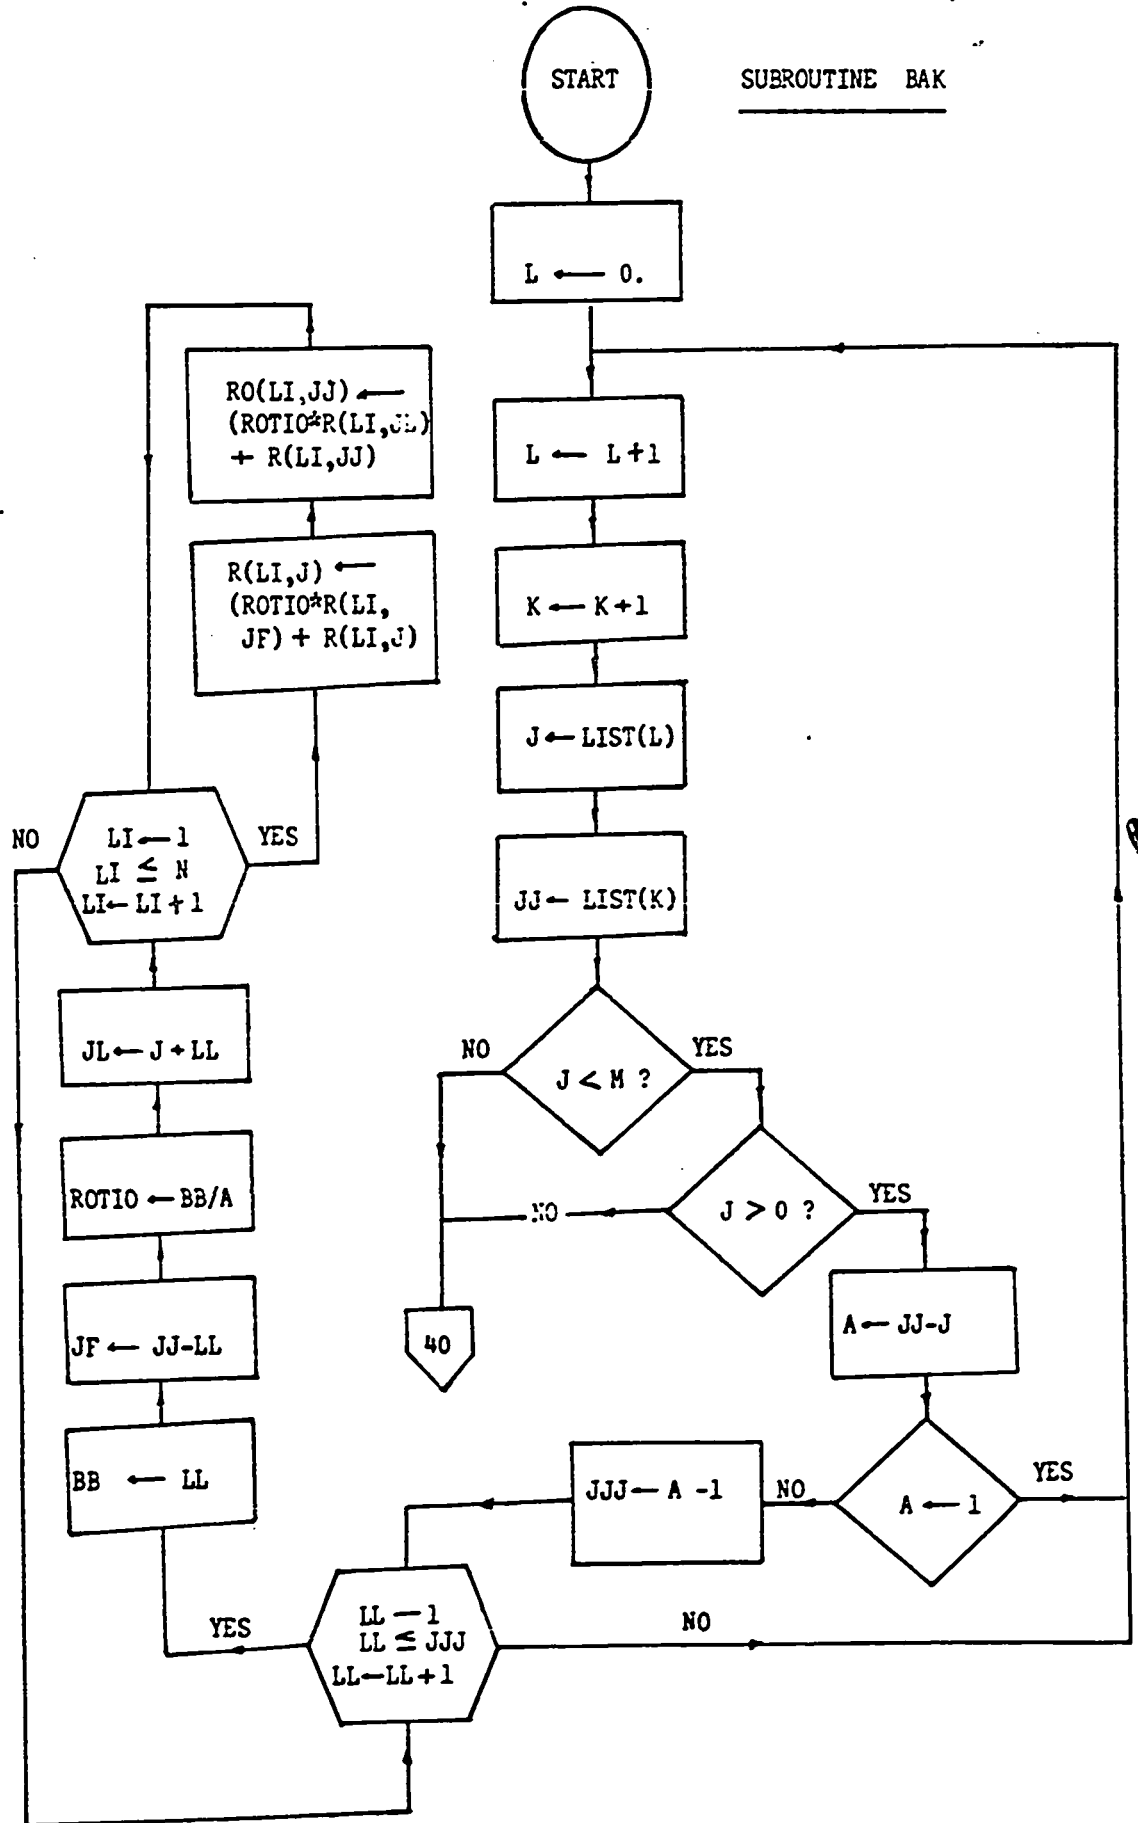 START
SUBROUTINE BAK
L ← 0.
L ← L+1
K ← K+1
J ← LIST(L)
JJ ← LIST(K)
J < M ?
NO
YES
J > 0 ?
NO
YES
40
A ← JJ-J
A ← 1
YES
NO
JJJ ← A -1
LL — 1
LL ≤ JJJ
LL ← LL+1
NO
YES
BB ← LL
JF ← JJ-LL
ROTIO ← BB/A
JL ← J+LL
LI ← 1
LI ≤ N
LI ← LI+1
NO
YES
R(LI,J) ←
(ROTIO*R(LI,
JF) + R(LI,J)
RO(LI,JJ) ←
(ROTIO*R(LI,JL)
+ R(LI,JJ)